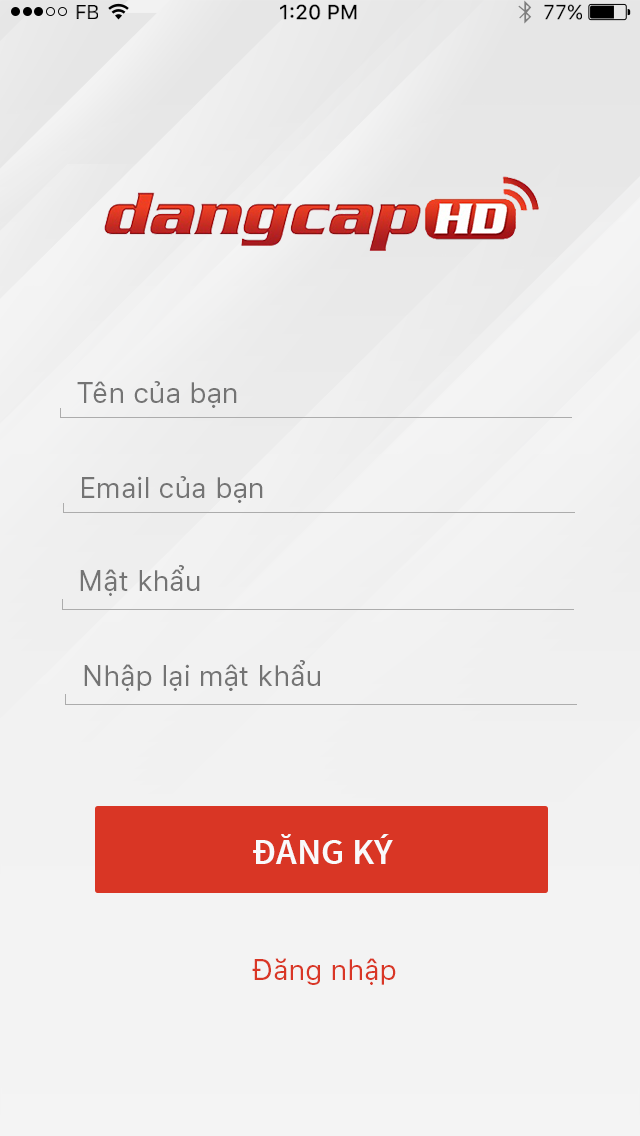 FB 1:20 PM 77%
dangcap HD
Tên của bạn
Email của bạn
Mật khẩu
Nhập lại mật khẩu
ĐĂNG KÝ
Đăng nhập